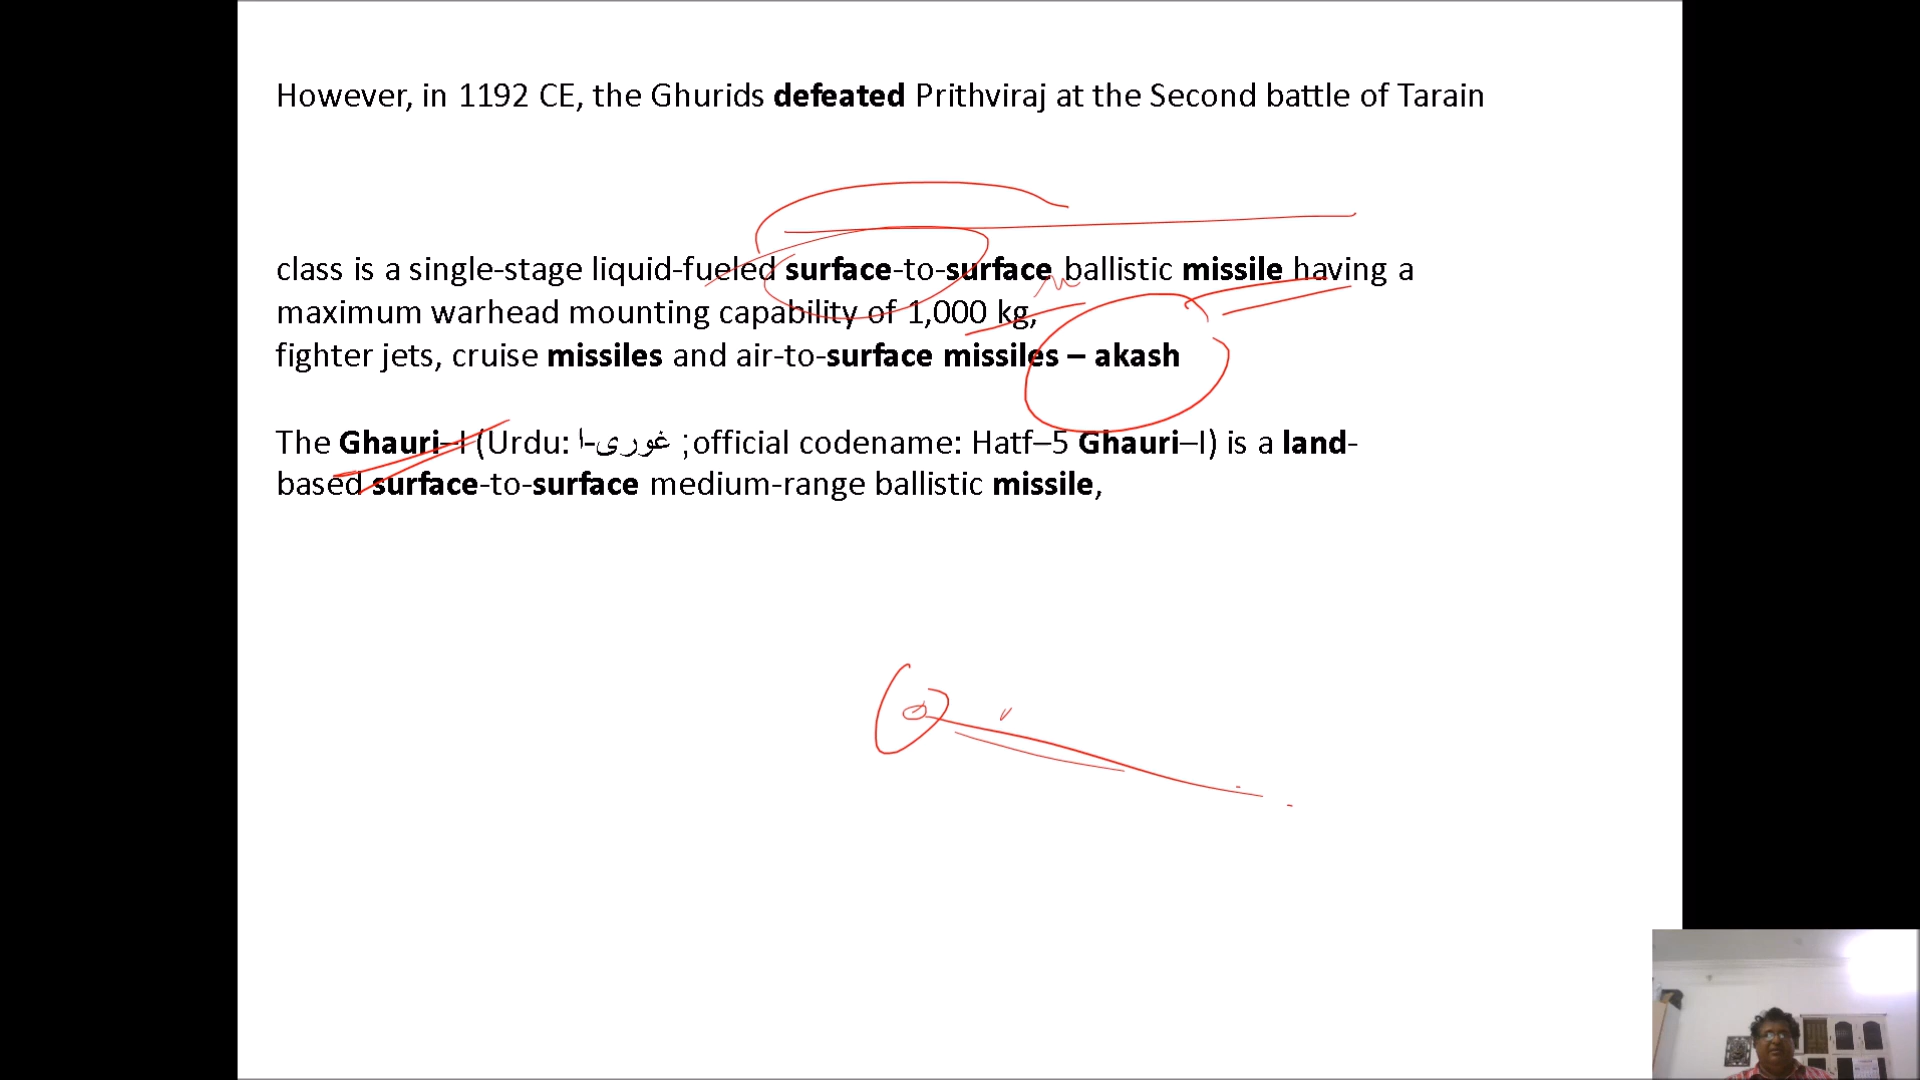 However, in 1192 CE, the Ghurids defeated Prithviraj at the Second battle of Tarain
class is a single-stage liquid-fueled surface-to-surface ballistic missile having a
maximum warhead mounting capability of 1,000 kg,
fighter jets, cruise missiles and air-to-surface missiles – akash
The Ghauri–I (Urdu: غوری-ا ;official codename: Hatf–5 Ghauri–I) is a land-
based surface-to-surface medium-range ballistic missile,